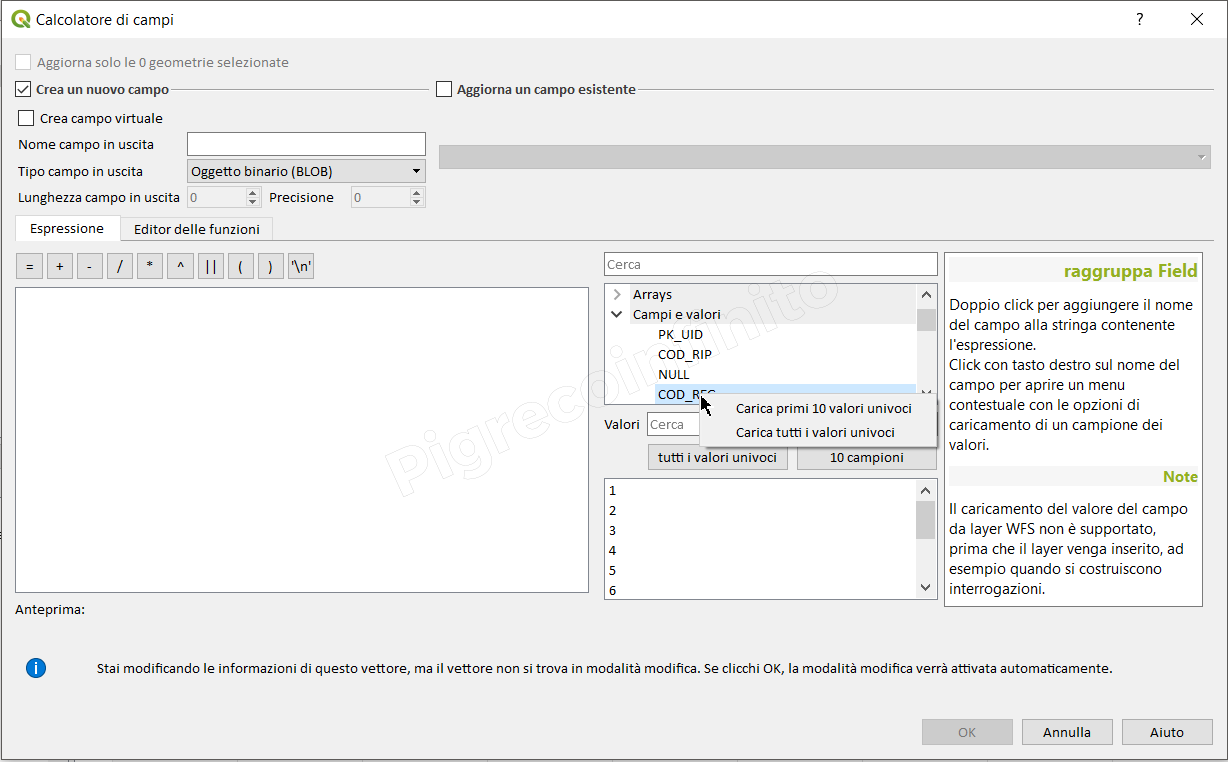 Calcolatore di campi
?
Aggiorna solo le 0 geometrie selezionate
Crea un nuovo campo
Aggiorna un campo esistente
Crea campo virtuale
Nome campo in uscita
Tipo campo in uscita Oggetto binario (BLOB)
Lunghezza campo in uscita 0 Precisione 0
Espressione Editor delle funzioni
= + - / * ^ || ( ) '\n'
Cerca
Arrays
Campi e valori
PK_UID
COD_RIP
NULL
COD_REG
Carica primi 10 valori univoci
Carica tutti i valori univoci
Valori Cerca
tutti i valori univoci 10 campioni
1
2
3
4
5
6
raggruppa Field
Doppio click per aggiungere il nome
del campo alla stringa contenente
l'espressione.
Click con tasto destro sul nome del
campo per aprire un menu
contestuale con le opzioni di
caricamento di un campione dei
valori.
Note
Il caricamento del valore del campo
da layer WFS non è supportato,
prima che il layer venga inserito, ad
esempio quando si costruiscono
interrogazioni.
Anteprima:
Stai modificando le informazioni di questo vettore, ma il vettore non si trova in modalità modifica. Se clicchi OK, la modalità modifica verrà attivata automaticamente.
OK Annulla Aiuto